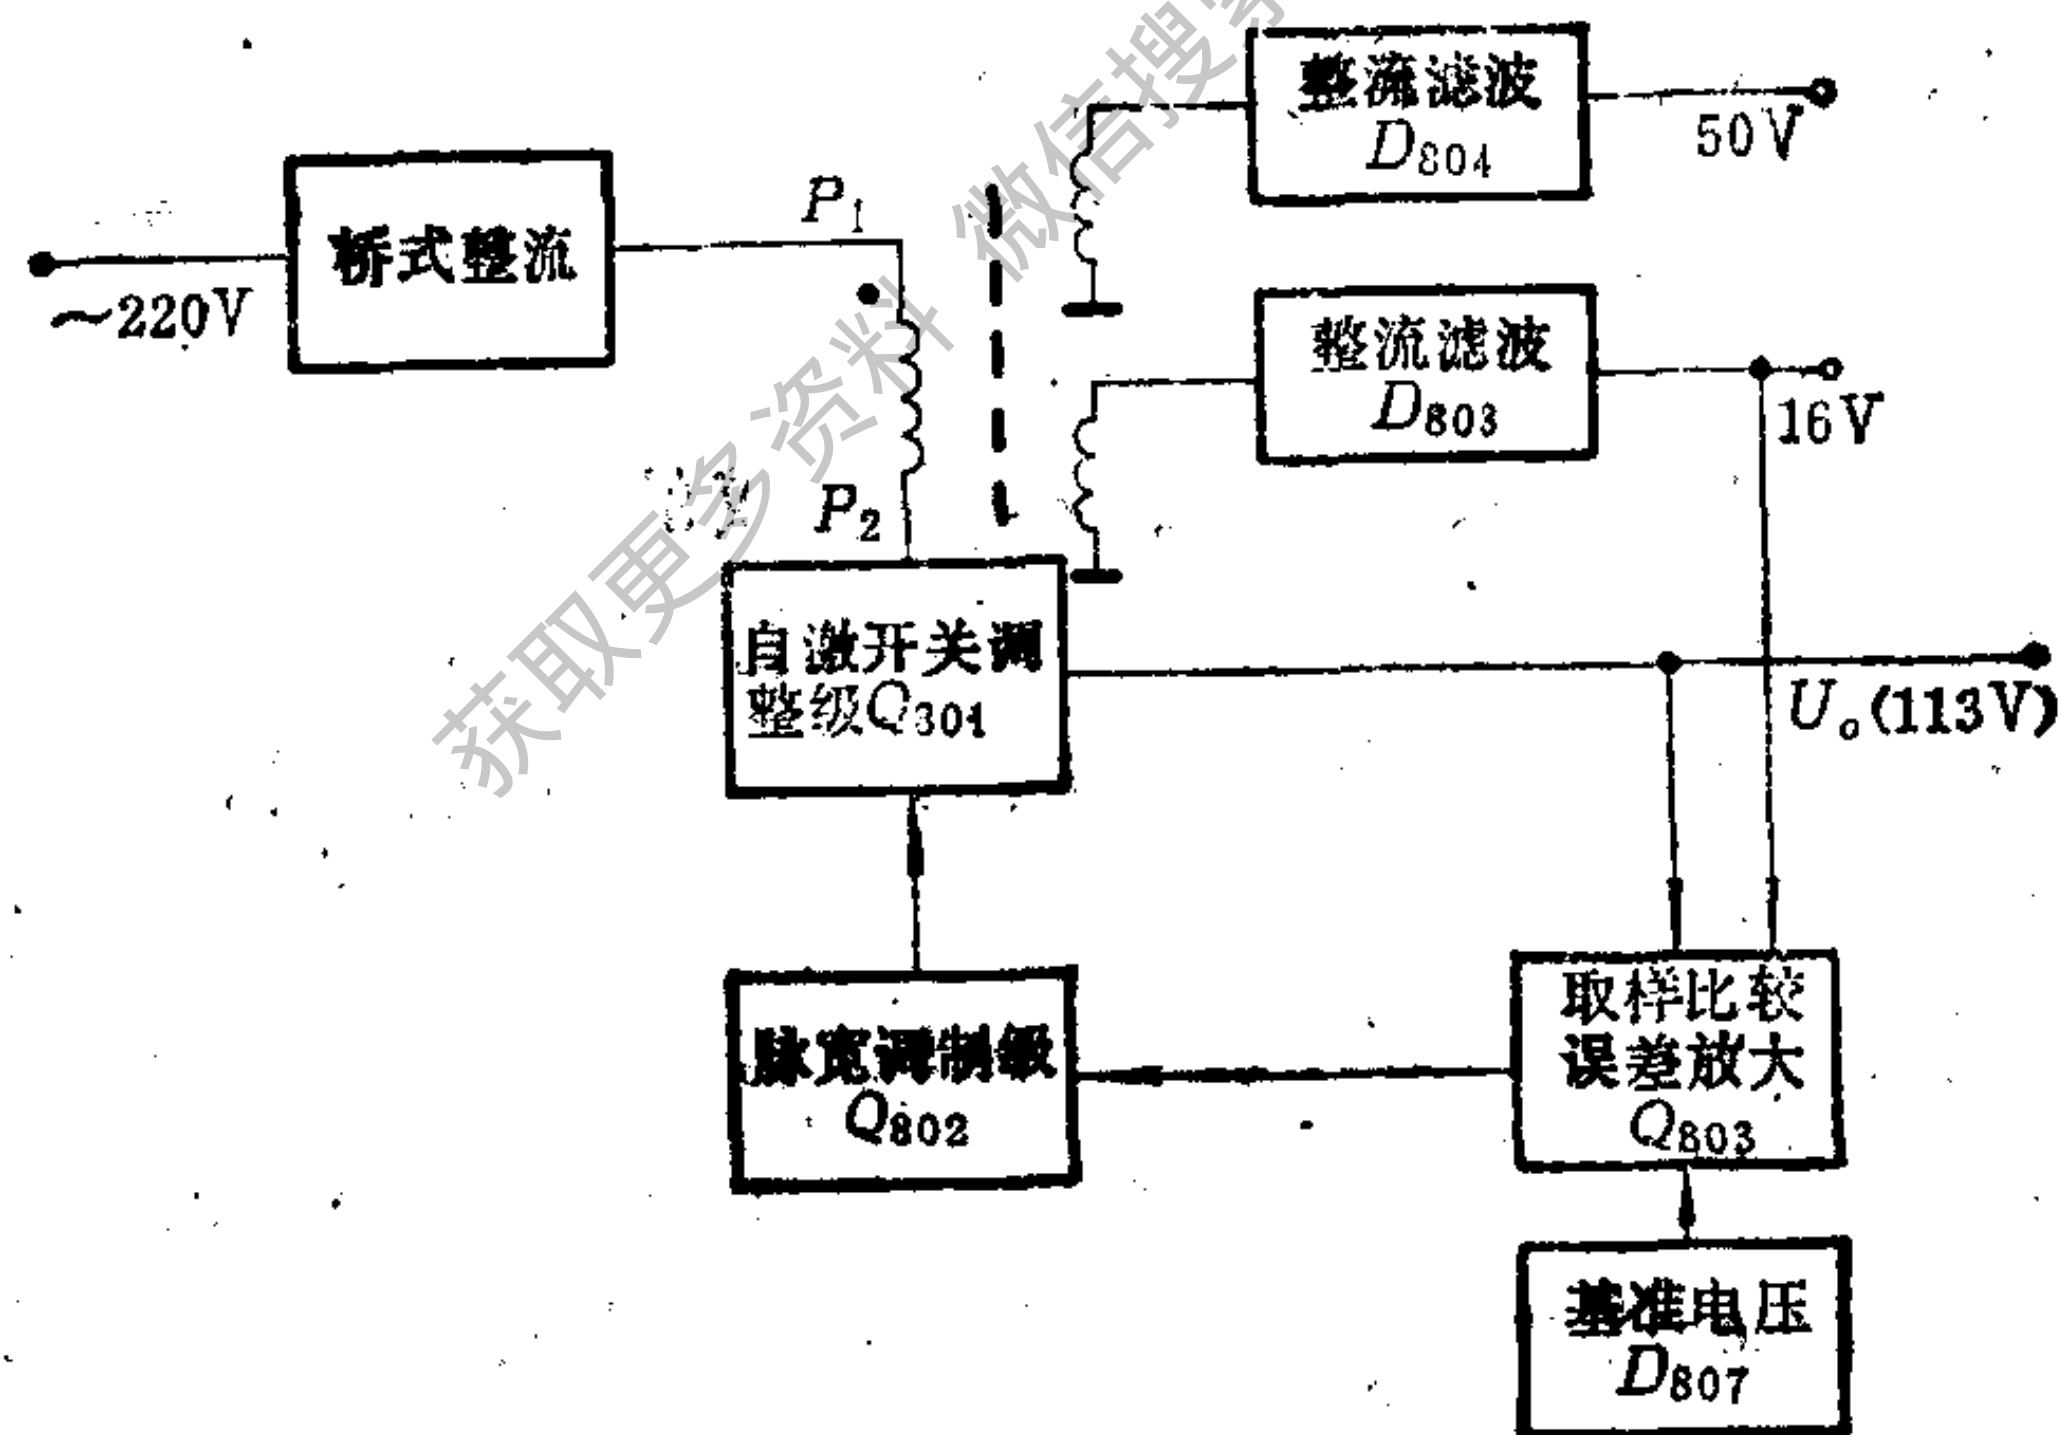 整流滤波
D804
50V
桥式整流
~220V
P1
整流滤波
D803
16V
P2
自激开关调
整级Q801
Uo(113V)
脉宽调制级
Q802
取样比较
误差放大
Q803
基准电压
D807
获取更多资料 微信搜索